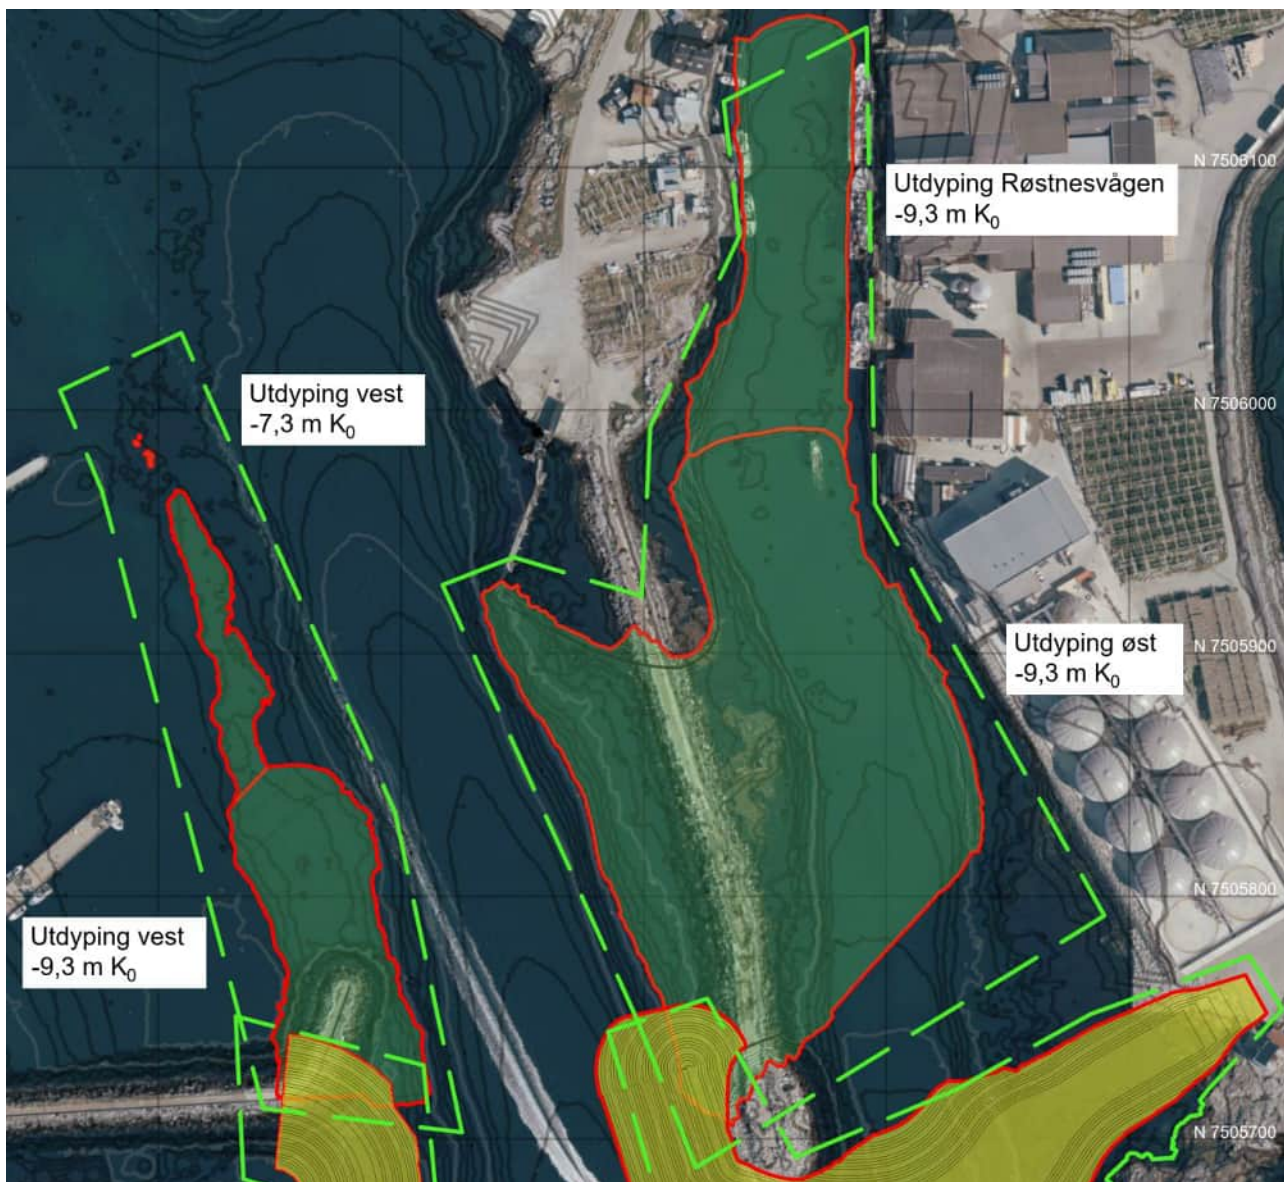 N 7506100
Utdyping Røstnesvågen
-9,3 m K₀
Utdyping vest
-7,3 m K₀
N 7506000
Utdyping øst
-9,3 m K₀
N 7505900
N 7505800
Utdyping vest
-9,3 m K₀
N 7505700